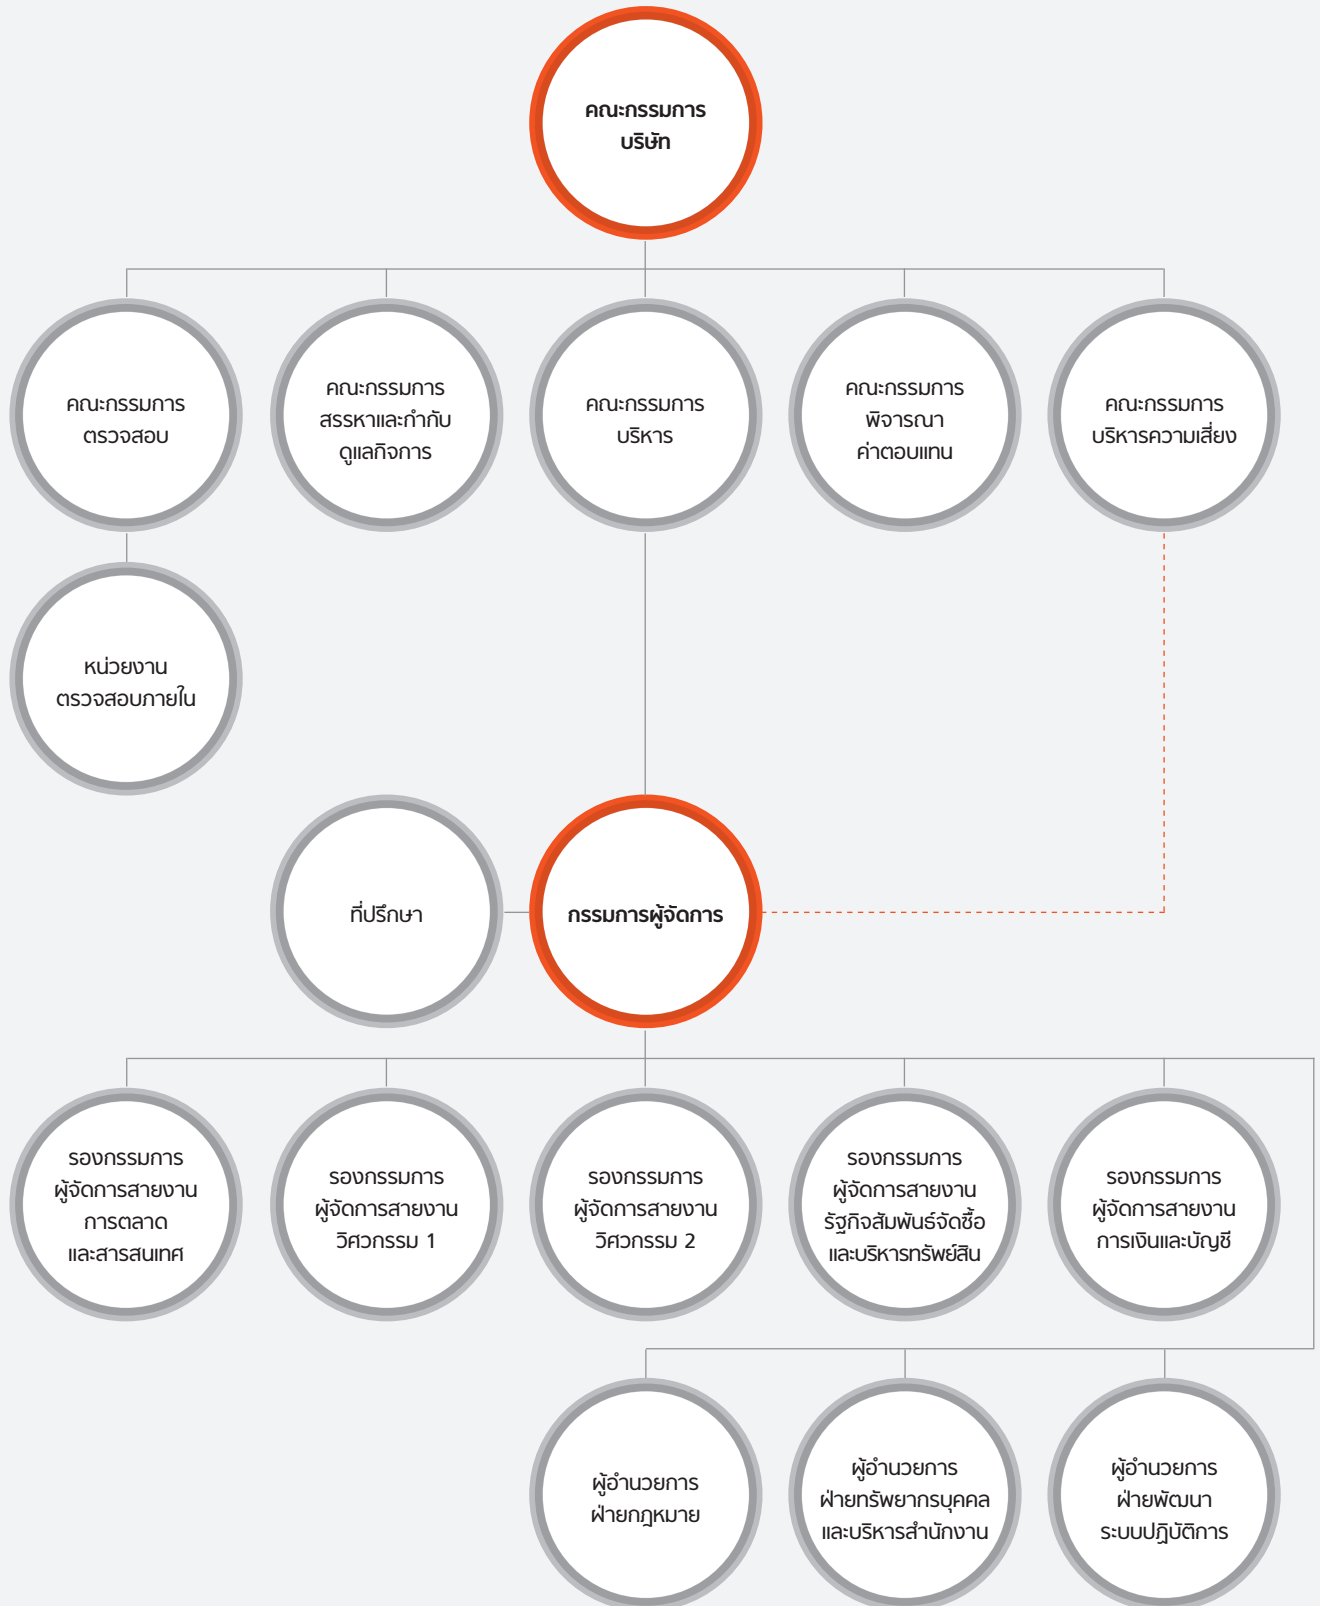 คณะกรรมการ
บริษัท
คณะกรรมการ
ตรวจสอบ
คณะกรรมการ
สรรหาและกำกับ
ดูแลกิจการ
คณะกรรมการ
บริหาร
คณะกรรมการ
พิจารณา
ค่าตอบแทน
คณะกรรมการ
บริหารความเสี่ยง
หน่วยงาน
ตรวจสอบภายใน
ที่ปรึกษา
กรรมการผู้จัดการ
รองกรรมการ
ผู้จัดการสายงาน
การตลาด
และสารสนเทศ
รองกรรมการ
ผู้จัดการสายงาน
วิศวกรรม 1
รองกรรมการ
ผู้จัดการสายงาน
วิศวกรรม 2
รองกรรมการ
ผู้จัดการสายงาน
รัฐกิจสัมพันธ์จัดซื้อ
และบริหารทรัพย์สิน
รองกรรมการ
ผู้จัดการสายงาน
การเงินและบัญชี
ผู้อำนวยการ
ฝ่ายกฎหมาย
ผู้อำนวยการ
ฝ่ายทรัพยากรบุคคล
และบริหารสำนักงาน
ผู้อำนวยการ
ฝ่ายพัฒนา
ระบบปฏิบัติการ